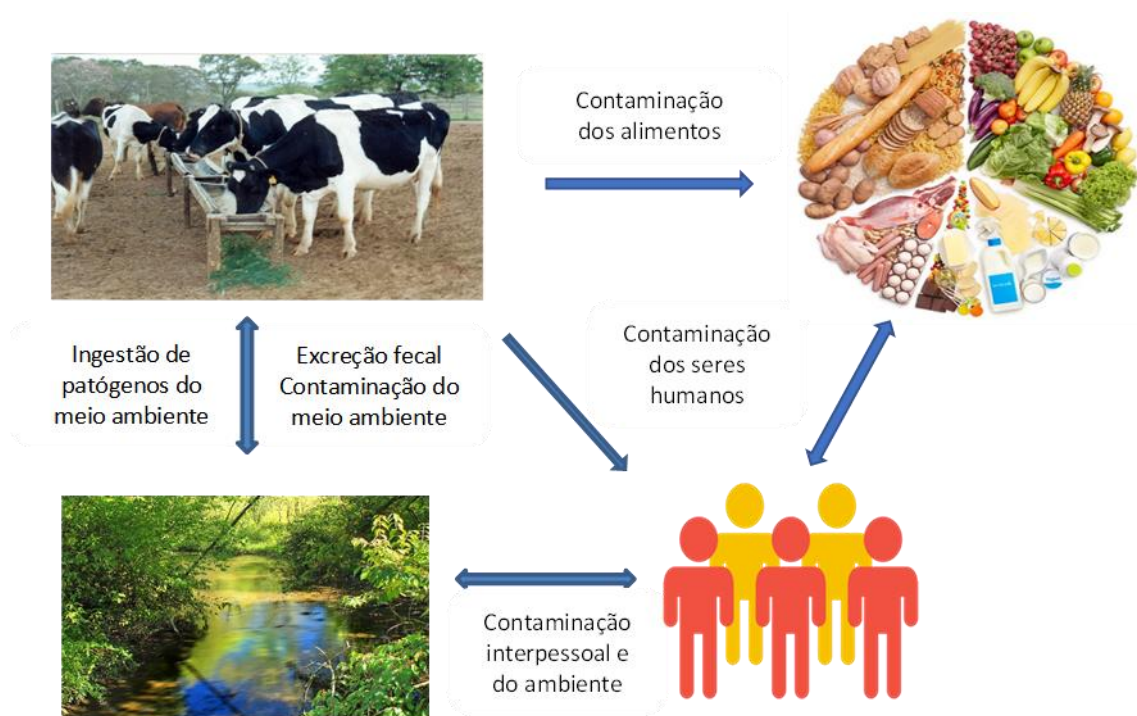 Contaminação
dos alimentos
Contaminação
dos seres
humanos
Ingestão de
patógenos do
meio ambiente
Excreção fecal
Contaminação do
meio ambiente
Contaminação
interpessoal e
do ambiente